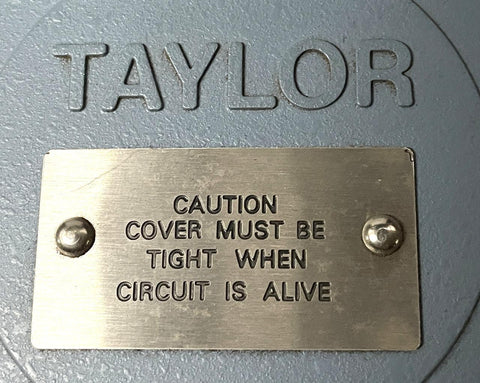 TAYLOR
CAUTION
COVER MUST BE
TIGHT WHEN
CIRCUIT IS ALIVE